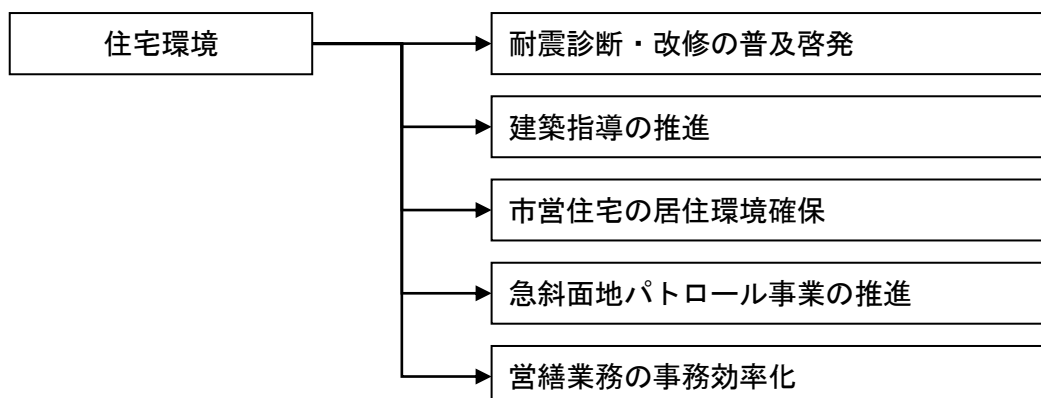 住宅環境
耐震診断・改修の普及啓発
建築指導の推進
市営住宅の居住環境確保
急斜面地パトロール事業の推進
営繕業務の事務効率化